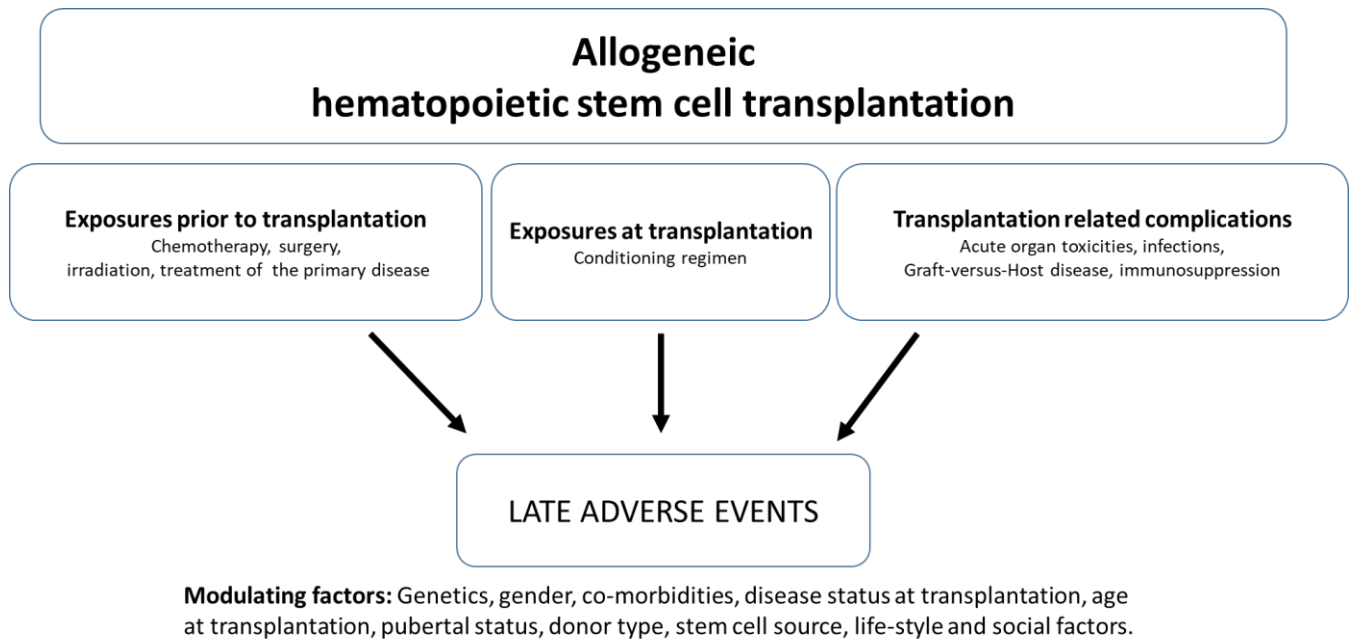 Allogeneic
hematopoietic stem cell transplantation
Exposures prior to transplantation
Chemotherapy, surgery,
irradiation, treatment of the primary disease
Exposures at transplantation
Conditioning regimen
Transplantation related complications
Acute organ toxicities, infections,
Graft-versus-Host disease, immunosuppression
LATE ADVERSE EVENTS
Modulating factors: Genetics, gender, co-morbidities, disease status at transplantation, age
at transplantation, pubertal status, donor type, stem cell source, life-style and social factors.